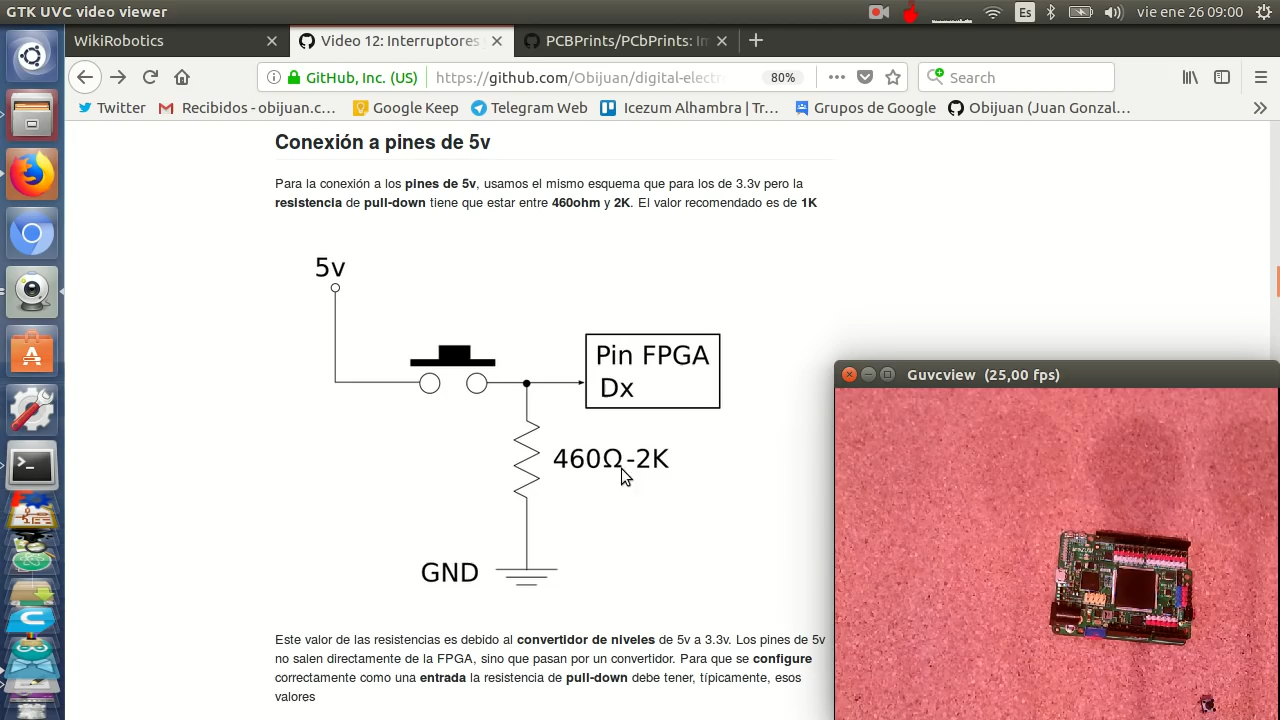 GTK UVC video viewer
Es
vie ene 26 09:00
WikiRobotics
Video 12: Interruptores
PCBPrints/PcbPrints: Im
GitHub, Inc. (US)
https://github.com/Obijuan/digital-electr
80%
Search
Twitter
Recibidos - obijuan.c…
Google Keep
Telegram Web
Icezum Alhambra | Tr…
Grupos de Google
Obijuan (Juan Gonzal…
Conexión a pines de 5v
Para la conexión a los pines de 5v, usamos el mismo esquema que para los de 3.3v pero la
resistencia de pull-down tiene que estar entre 460ohm y 2K. El valor recomendado es de 1K
5v
Pin FPGA
Dx
460Ω-2K
GND
Guvcview (25,00 fps)
Este valor de las resistencias es debido al convertidor de niveles de 5v a 3.3v. Los pines de 5v
no salen directamente de la FPGA, sino que pasan por un convertidor. Para que se configure
correctamente como una entrada la resistencia de pull-down debe tener, típicamente, esos
valores